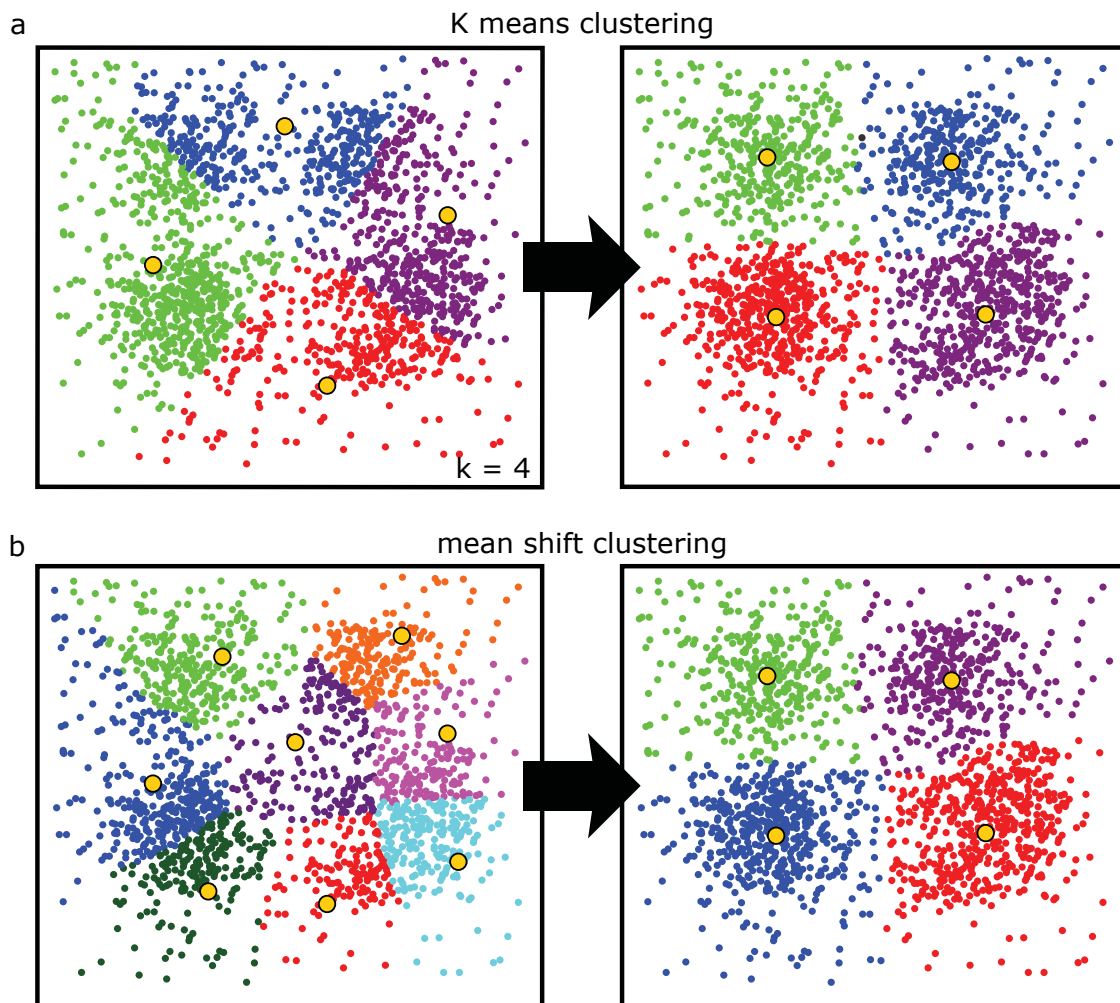 a
K means clustering
k = 4
b
mean shift clustering